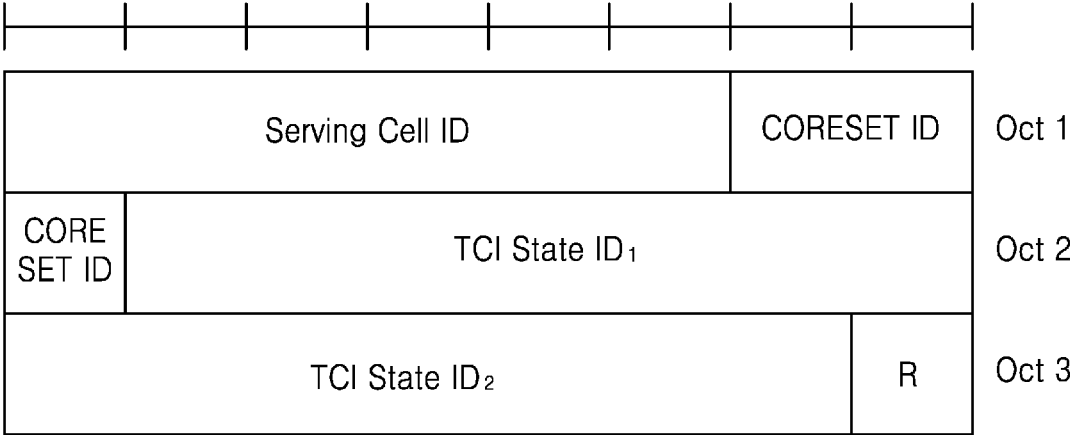 Serving Cell ID CORESET ID Oct 1
CORE
SET ID
TCI State ID₁ Oct 2
TCI State ID₂ R Oct 3